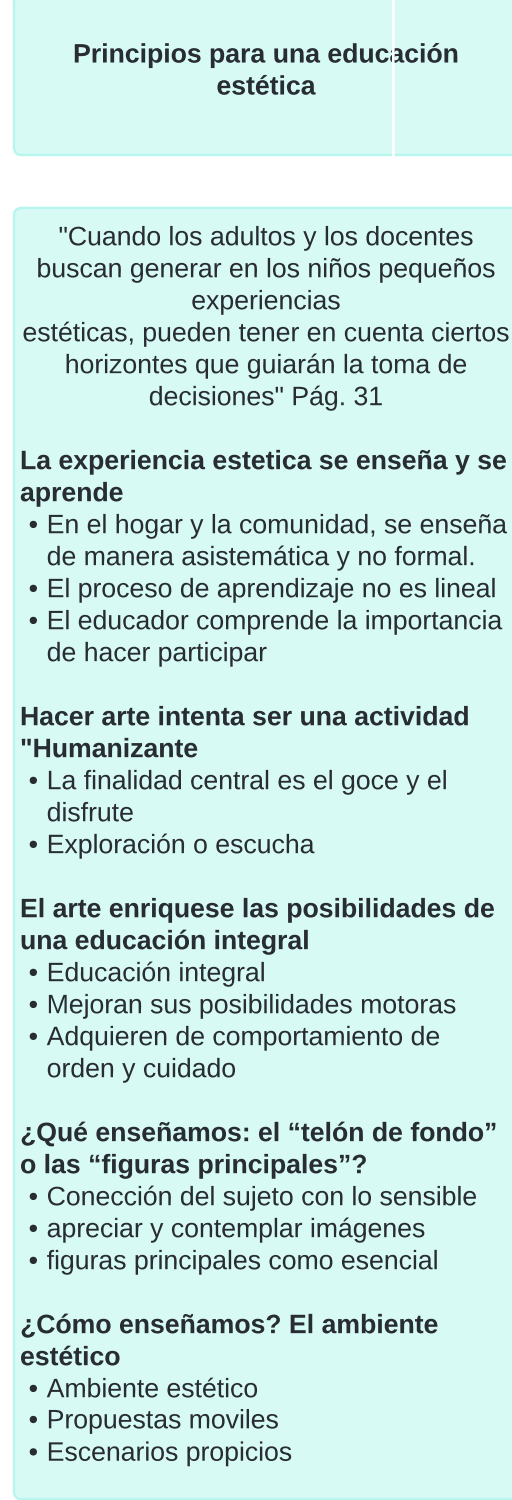 Principios para una educación
estética
"Cuando los adultos y los docentes
buscan generar en los niños pequeños
experiencias
estéticas, pueden tener en cuenta ciertos
horizontes que guiarán la toma de
decisiones" Pág. 31
La experiencia estetica se enseña y se
aprende
• En el hogar y la comunidad, se enseña
de manera asistemática y no formal.
• El proceso de aprendizaje no es lineal
• El educador comprende la importancia
de hacer participar
Hacer arte intenta ser una actividad
"Humanizante
• La finalidad central es el goce y el
disfrute
• Exploración o escucha
El arte enriquese las posibilidades de
una educación integral
• Educación integral
• Mejoran sus posibilidades motoras
• Adquieren de comportamiento de
orden y cuidado
¿Qué enseñamos: el “telón de fondo”
o las “figuras principales”?
• Conección del sujeto con lo sensible
• apreciar y contemplar imágenes
• figuras principales como esencial
¿Cómo enseñamos? El ambiente
estético
• Ambiente estético
• Propuestas moviles
• Escenarios propicios